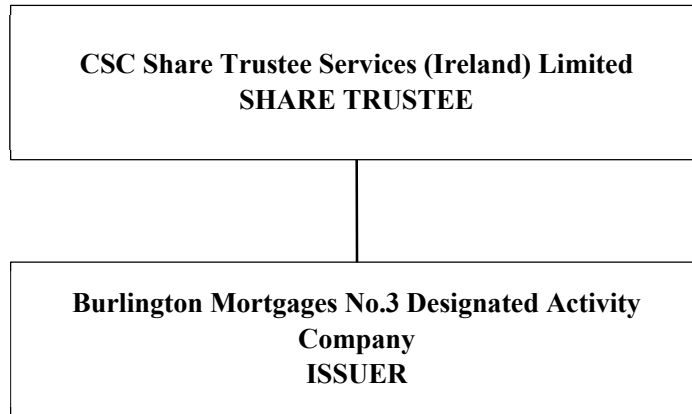 CSC Share Trustee Services (Ireland) Limited
SHARE TRUSTEE
Burlington Mortgages No.3 Designated Activity
Company
ISSUER